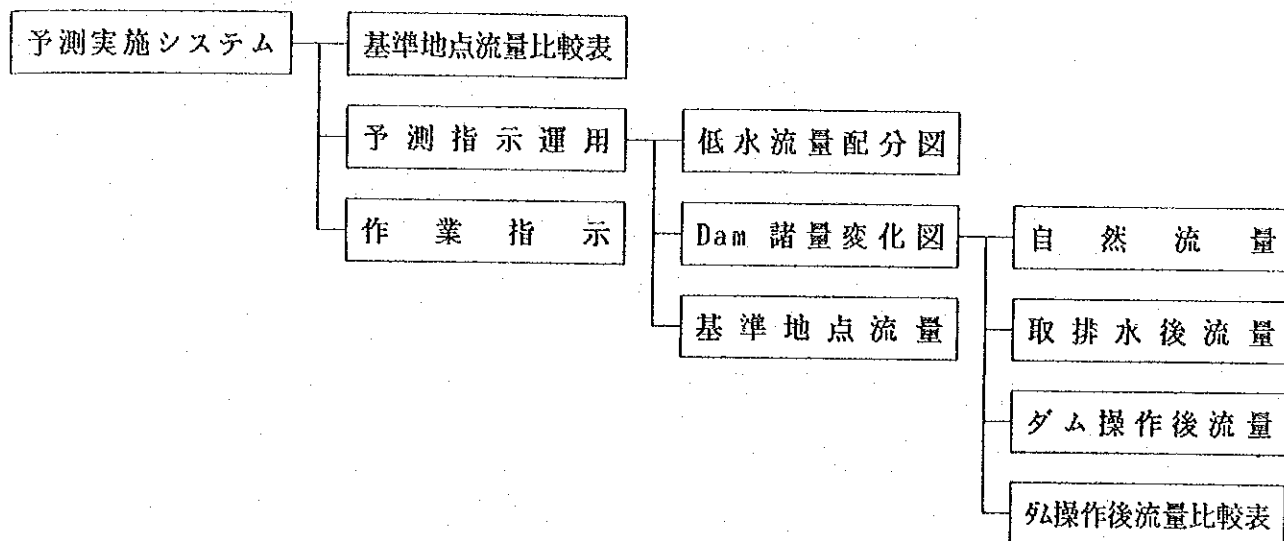 予測実施システム
基準地点流量比較表
予測指示運用
低水流量配分図
作業指示
Dam 諸量変化図
自然流量
基準地点流量
取排水後流量
ダム操作後流量
ダム操作後流量比較表